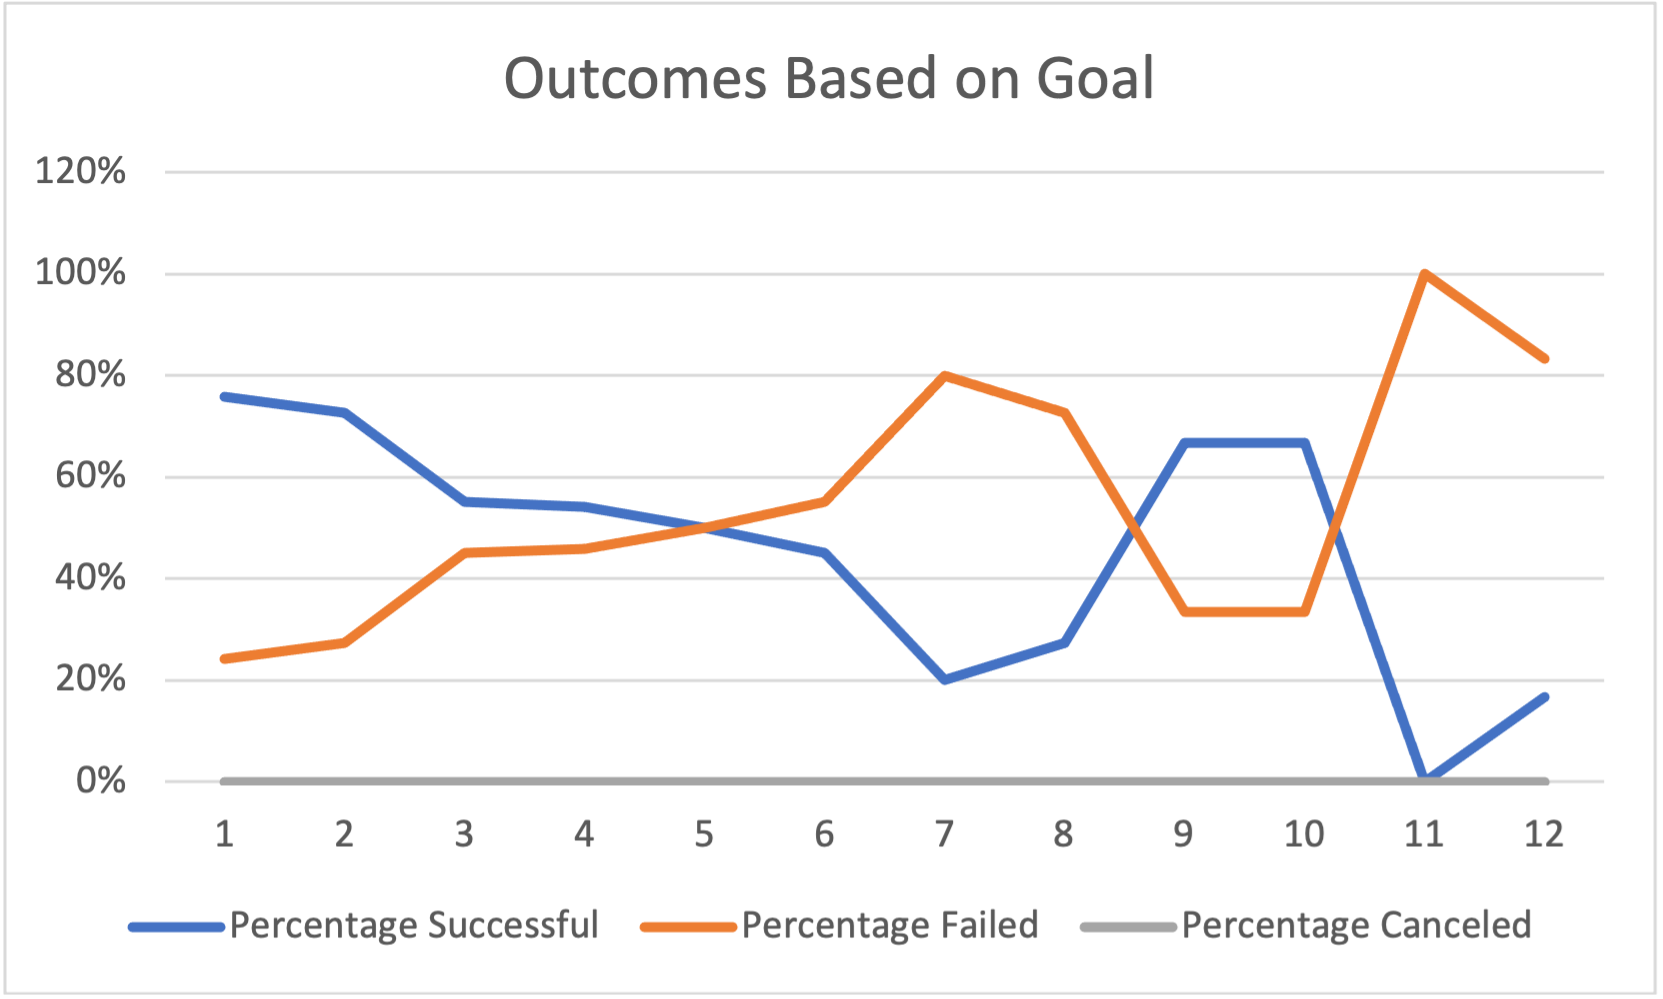 Outcomes Based on Goal
120%
100%
80%
60%
40%
20%
0%
1 2 3 4 5 6 7 8 9 10 11 12
Percentage Successful Percentage Failed Percentage Canceled